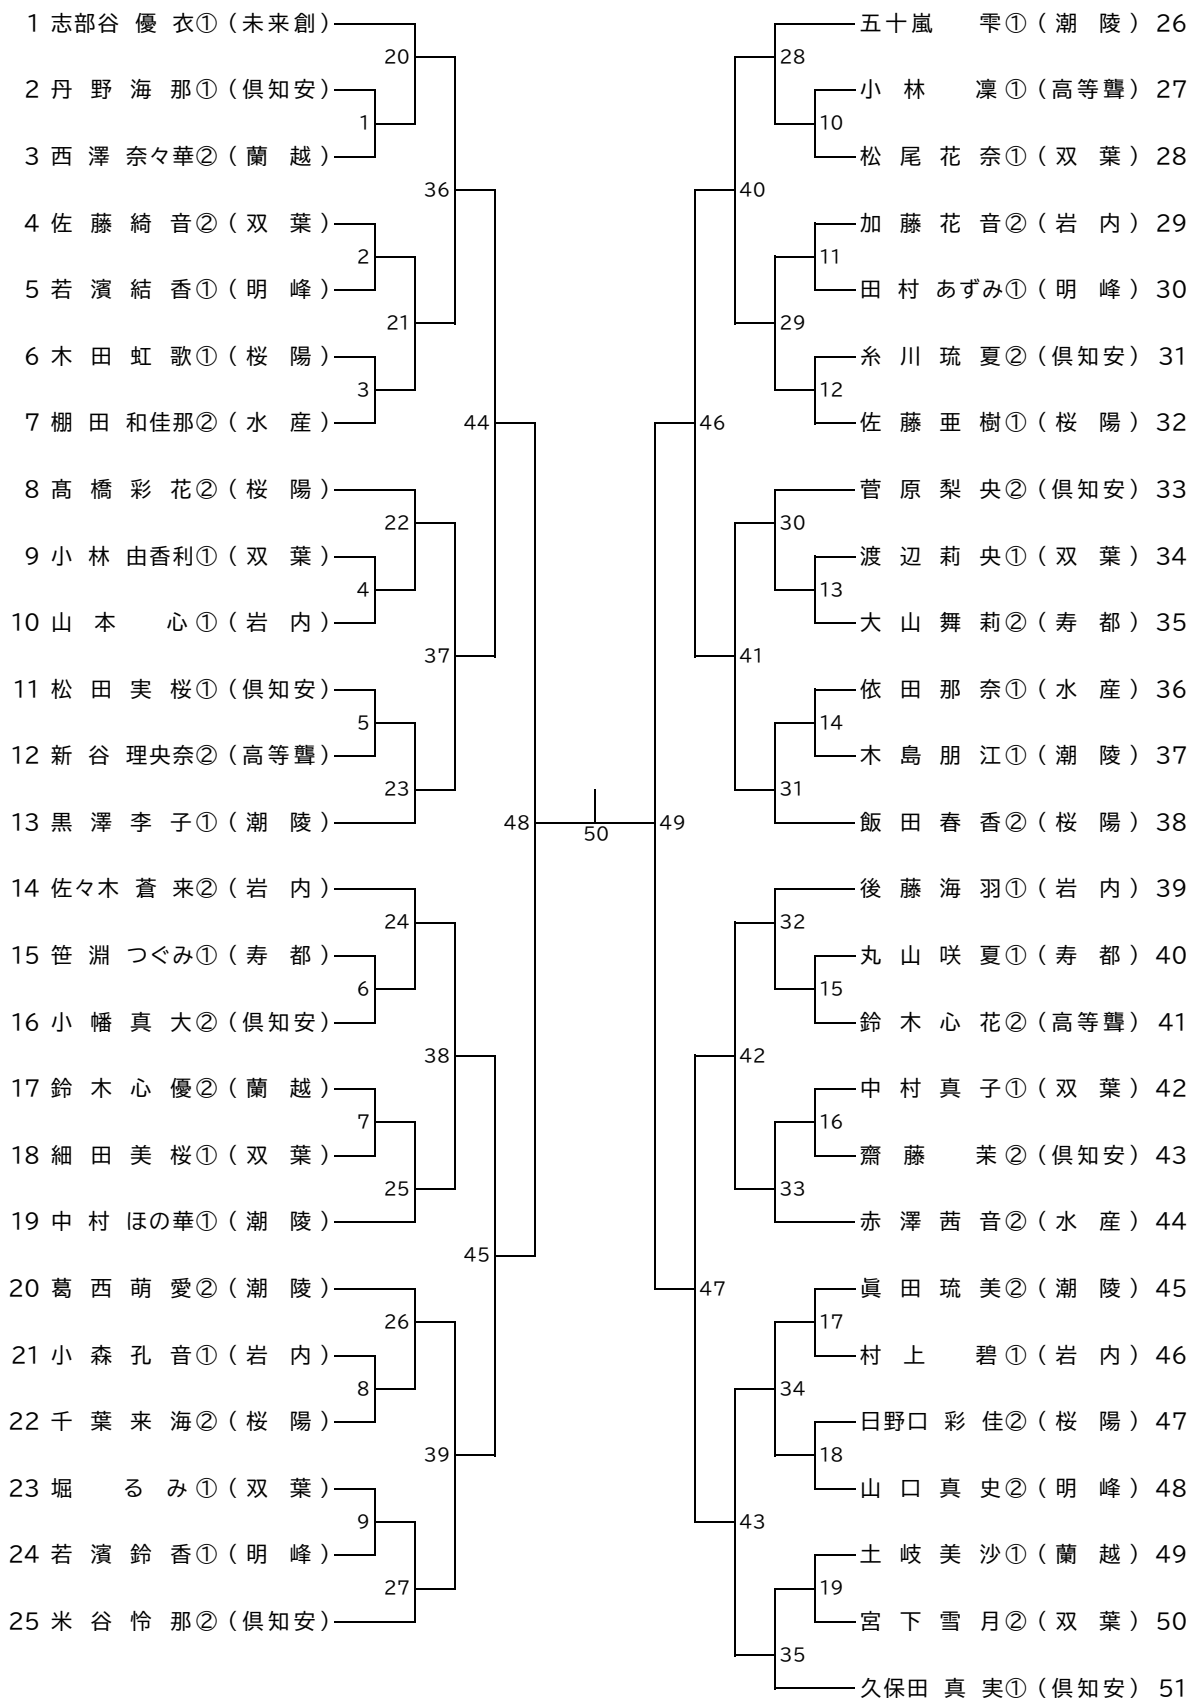 1 志部谷 優 衣①（未来創）
2 丹 野 海 那①（倶知安）
3 西 澤 奈々華②（蘭 越）
4 佐 藤 綺 音②（双 葉）
5 若 濱 結 香①（明 峰）
6 木 田 虹 歌①（桜 陽）
7 棚 田 和佳那②（水 産）
8 髙 橋 彩 花②（桜 陽）
9 小 林 由香利①（双 葉）
10 山 本 心①（岩 内）
11 松 田 実 桜①（倶知安）
12 新 谷 理央奈②（高等聾）
13 黒 澤 李 子①（潮 陵）
14 佐々木 蒼 来②（岩 内）
15 笹 淵 つぐみ①（寿 都）
16 小 幡 真 大②（倶知安）
17 鈴 木 心 優②（蘭 越）
18 細 田 美 桜①（双 葉）
19 中 村 ほの華①（潮 陵）
20 葛 西 萌 愛②（潮 陵）
21 小 森 孔 音①（岩 内）
22 千 葉 来 海②（桜 陽）
23 堀 る み①（双 葉）
24 若 濱 鈴 香①（明 峰）
25 米 谷 怜 那②（倶知安）
1
2
3
4
5
6
7
8
9
20
21
22
23
24
25
26
27
36
37
38
39
44
45
48
50
49
46
47
40
41
42
43
28
29
30
31
32
33
34
35
10
11
12
13
14
15
16
17
18
19
五十嵐 雫①（潮 陵）26
小 林 凜①（高等聾）27
松 尾 花 奈①（双 葉）28
加 藤 花 音②（岩 内）29
田 村 あずみ①（明 峰）30
糸 川 琉 夏②（倶知安）31
佐 藤 亜 樹①（桜 陽）32
菅 原 梨 央②（倶知安）33
渡 辺 莉 央①（双 葉）34
大 山 舞 莉②（寿 都）35
依 田 那 奈①（水 産）36
木 島 朋 江①（潮 陵）37
飯 田 春 香②（桜 陽）38
後 藤 海 羽①（岩 内）39
丸 山 咲 夏①（寿 都）40
鈴 木 心 花②（高等聾）41
中 村 真 子①（双 葉）42
齋 藤 茉②（倶知安）43
赤 澤 茜 音②（水 産）44
眞 田 琉 美②（潮 陵）45
村 上 碧①（岩 内）46
日野口 彩 佳②（桜 陽）47
山 口 真 史②（明 峰）48
土 岐 美 沙①（蘭 越）49
宮 下 雪 月②（双 葉）50
久保田 真 実①（倶知安）51